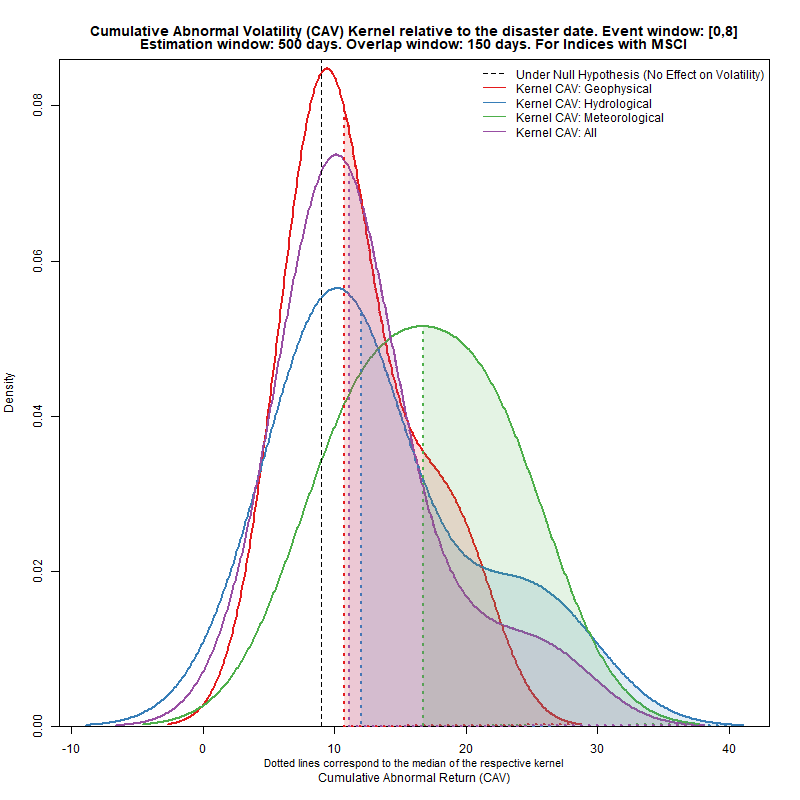 Cumulative Abnormal Volatility (CAV) Kernel relative to the disaster date. Event window: [0,8]
Estimation window: 500 days. Overlap window: 150 days. For Indices with MSCI
Under Null Hypothesis (No Effect on Volatility)
Kernel CAV: Geophysical
Kernel CAV: Hydrological
Kernel CAV: Meteorological
Kernel CAV: All
0.08
0.06
0.04
0.02
0.00
Density
-10 0 10 20 30 40
Dotted lines correspond to the median of the respective kernel
Cumulative Abnormal Return (CAV)